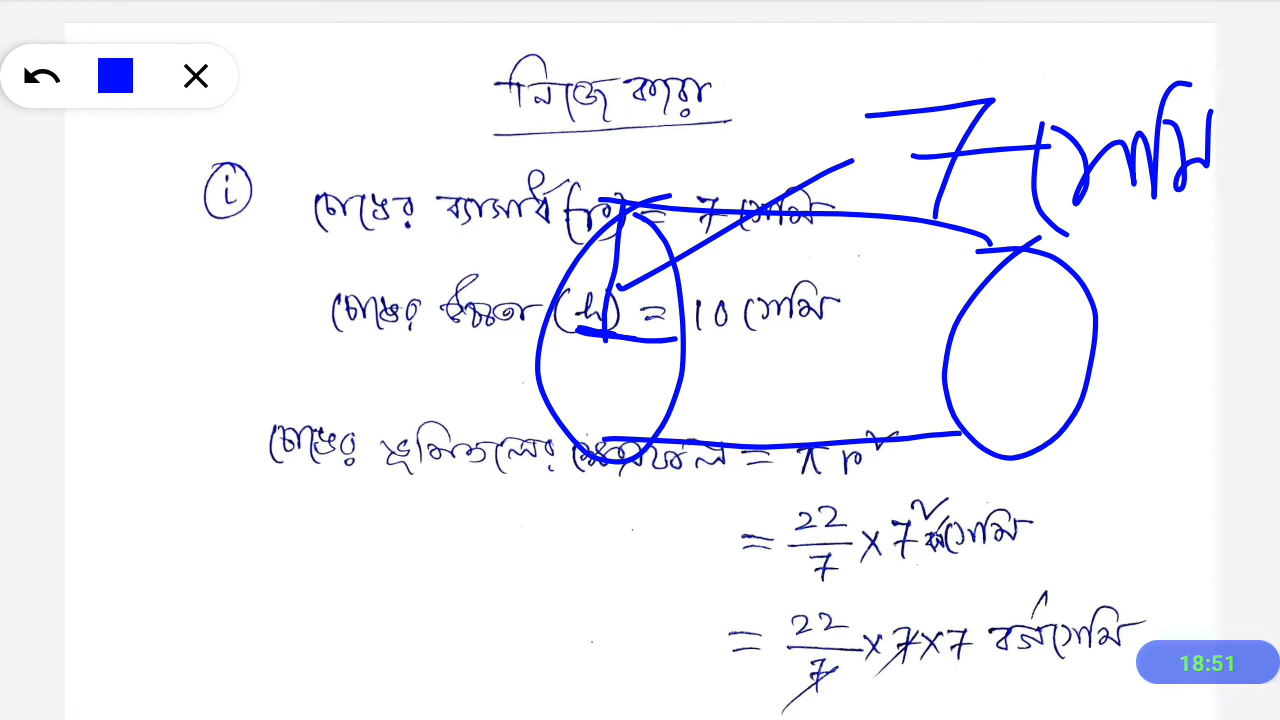 নিজে করো
7 সেমি
(i) চোঙের ব্যাসার্ধ (r) = 7 সেমি
চোঙের উচ্চতা (h) = 10 সেমি
চোঙের ভূমিতলের ক্ষেত্রফল = πr²
= 22/7 × 7² বর্গসেমি
= 22/7 × 7 × 7 বর্গসেমি
18:51